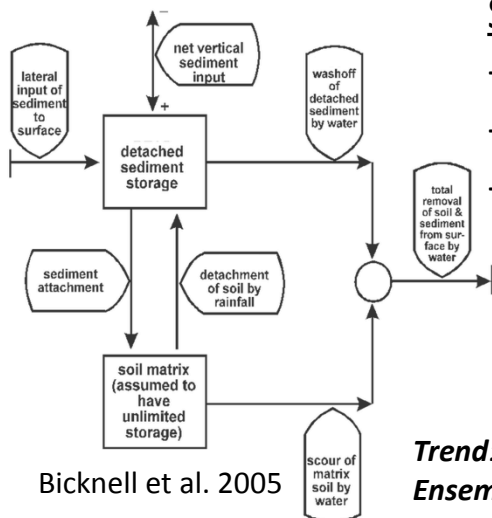 lateral
input of
sediment
to
surface
–
net vertical
sediment
input
+
washoff
of
detached
sediment
by water
detached
sediment
storage
total
removal
of soil &
sediment
from sur-
face by
water
sediment
attachment
detachment
of soil by
rainfall
soil matrix
(assumed to
have
unlimited
storage)
scour of
matrix
soil by
water
Bicknell et al. 2005